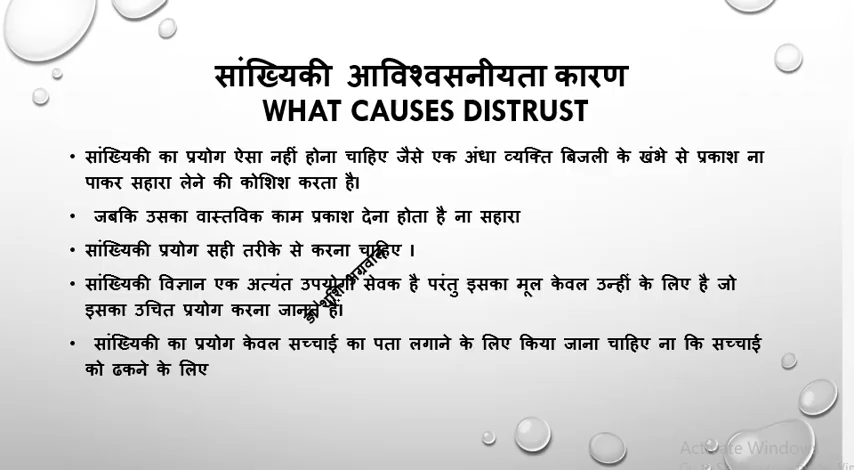 सांख्यिकी आविश्वसनीयता कारण
WHAT CAUSES DISTRUST
• सांख्यिकी का प्रयोग ऐसा नहीं होना चाहिए जैसे एक अंधा व्यक्ति बिजली के खंभे से प्रकाश ना
पाकर सहारा लेने की कोशिश करता है।
• जबकि उसका वास्तविक काम प्रकाश देना होता है ना सहारा
• सांख्यिकी प्रयोग सही तरीके से करना चाहिए ।
• सांख्यिकी विज्ञान एक अत्यंत उपयोगी सेवक है परंतु इसका मूल केवल उन्हीं के लिए है जो
इसका उचित प्रयोग करना जानते हैं।
• सांख्यिकी का प्रयोग केवल सच्चाई का पता लगाने के लिए किया जाना चाहिए ना कि सच्चाई
को ढकने के लिए
Activate Windows